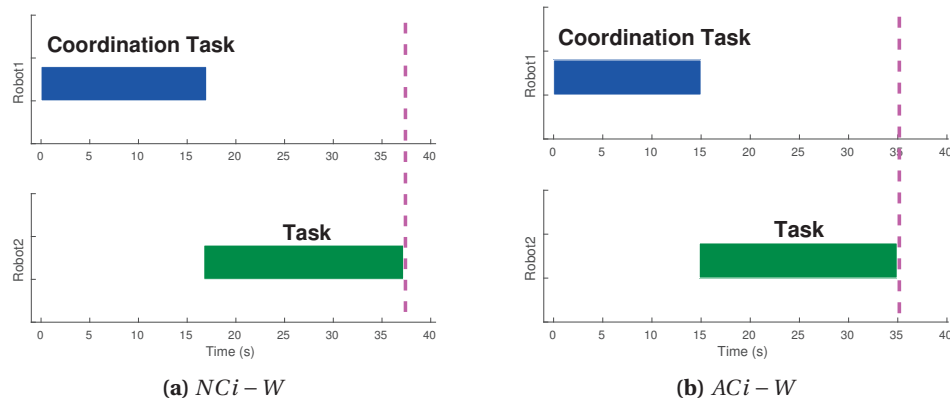 Coordination Task
Robot1
0 5 10 15 20 25 30 35 40
Task
Robot2
0 5 10 15 20 25 30 35 40
Time (s)
(a) NCi – W
Coordination Task
Robot1
0 5 10 15 20 25 30 35 40
Task
Robot2
0 5 10 15 20 25 30 35 40
Time (s)
(b) ACi – W